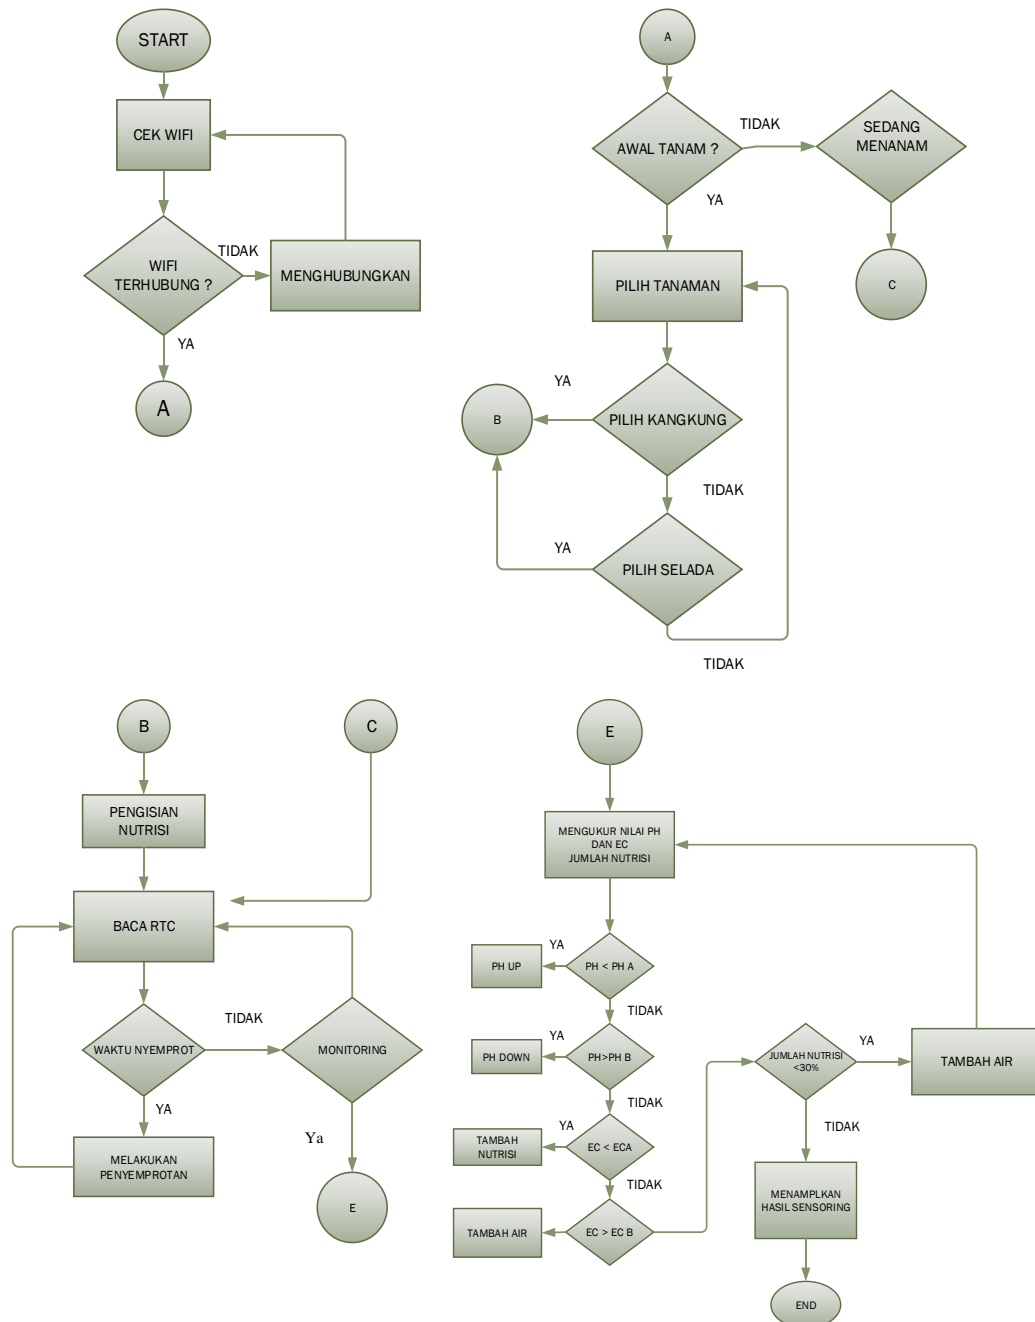 START
CEK WIFI
WIFI
TERHUBUNG ?
TIDAK
MENGHUBUNGKAN
YA
A
A
AWAL TANAM ?
TIDAK
SEDANG
MENANAM
YA
C
PILIH TANAMAN
PILIH KANGKUNG
YA
B
TIDAK
PILIH SELADA
YA
TIDAK
B
C
PENGISIAN
NUTRISI
BACA RTC
WAKTU NYEMPROT
TIDAK
MONITORING
YA
MELAKUKAN
PENYEMPROTAN
Ya
E
E
MENGUKUR NILAI PH
DAN EC
JUMLAH NUTRISI
PH < PH A
YA
PH UP
TIDAK
PH>PH B
YA
PH DOWN
TIDAK
EC < ECA
YA
TAMBAH
NUTRISI
TIDAK
EC > EC B
TAMBAH AIR
JUMLAH NUTRISI
<30%
YA
TAMBAH AIR
TIDAK
MENAMPLKAN
HASIL SENSORING
END